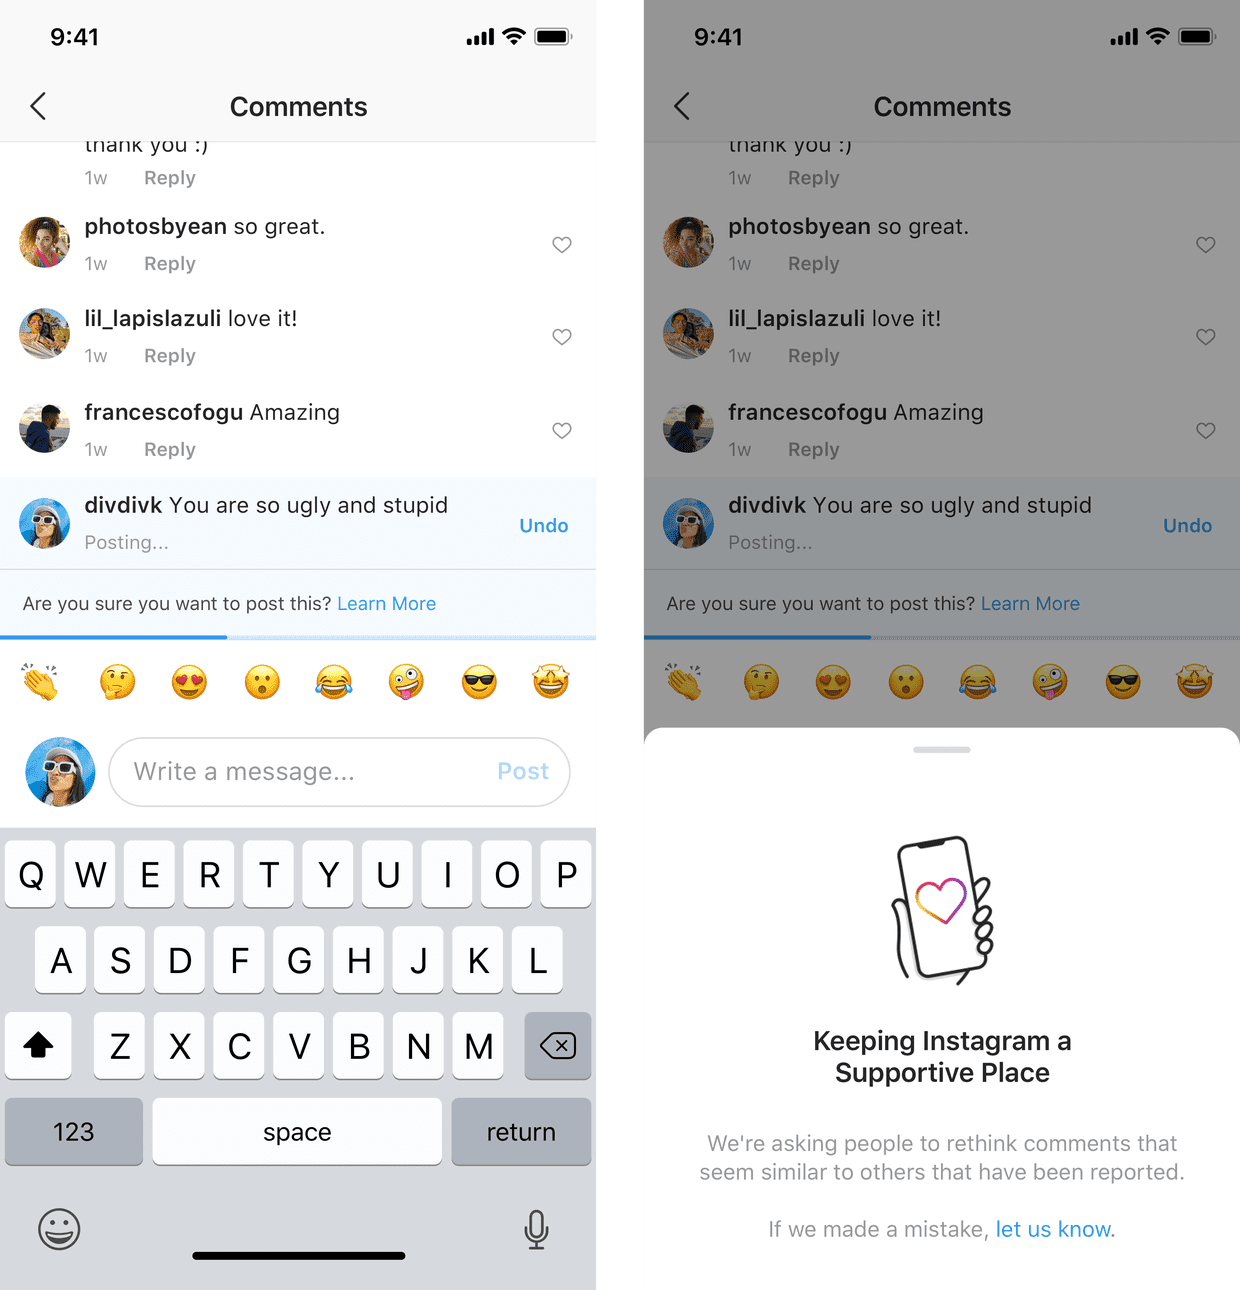 9:41
Comments
thank you :)
1w Reply
photosbyean so great.
1w Reply
lil_lapislazuli love it!
1w Reply
francescofogu Amazing
1w Reply
divdivk You are so ugly and stupid
Undo
Posting...
Are you sure you want to post this? Learn More
Write a message... Post
Q W E R T Y U I O P
A S D F G H J K L
Z X C V B N M
123 space return
9:41
Comments
thank you :)
1w Reply
photosbyean so great.
1w Reply
lil_lapislazuli love it!
1w Reply
francescofogu Amazing
1w Reply
divdivk You are so ugly and stupid
Undo
Posting...
Are you sure you want to post this? Learn More
Keeping Instagram a
Supportive Place
We're asking people to rethink comments that
seem similar to others that have been reported.
If we made a mistake, let us know.